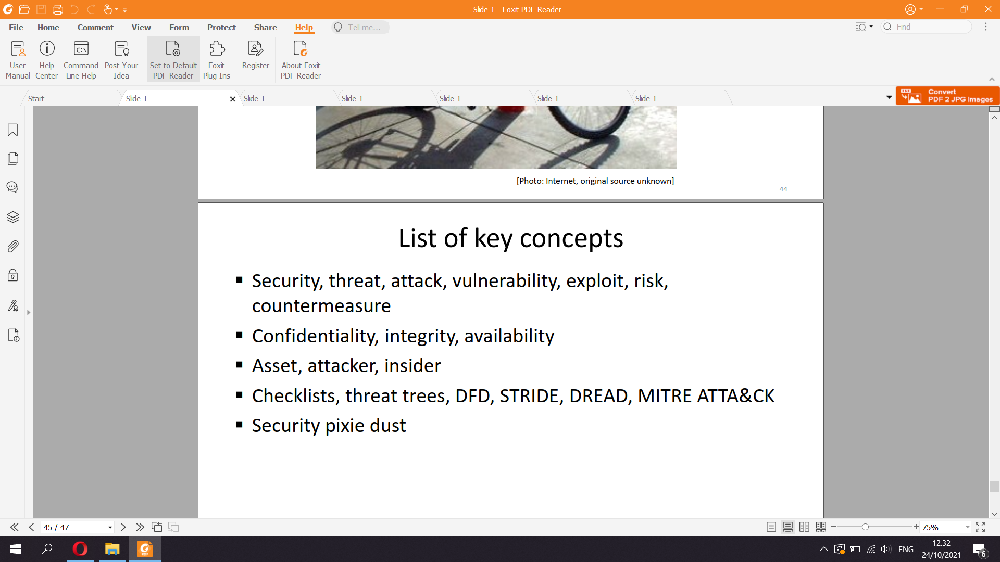 Slide 1 - Foxit PDF Reader
File Home Comment View Form Protect Share Help Tell me... Find
User Manual
Help Center
C:\
Command Line Help
Post Your Idea
Set to Default PDF Reader
Foxit Plug-Ins
Register
About Foxit PDF Reader
Start Slide 1 Slide 1 Slide 1 Slide 1 Slide 1 Slide 1
PDF
Convert
PDF 2 JPG Images
[Photo: Internet, original source unknown]
44
List of key concepts
▪ Security, threat, attack, vulnerability, exploit, risk,
countermeasure
▪ Confidentiality, integrity, availability
▪ Asset, attacker, insider
▪ Checklists, threat trees, DFD, STRIDE, DREAD, MITRE ATTA&CK
▪ Security pixie dust
45 / 47
75%
PDF
ENG
12.32
24/10/2021
6